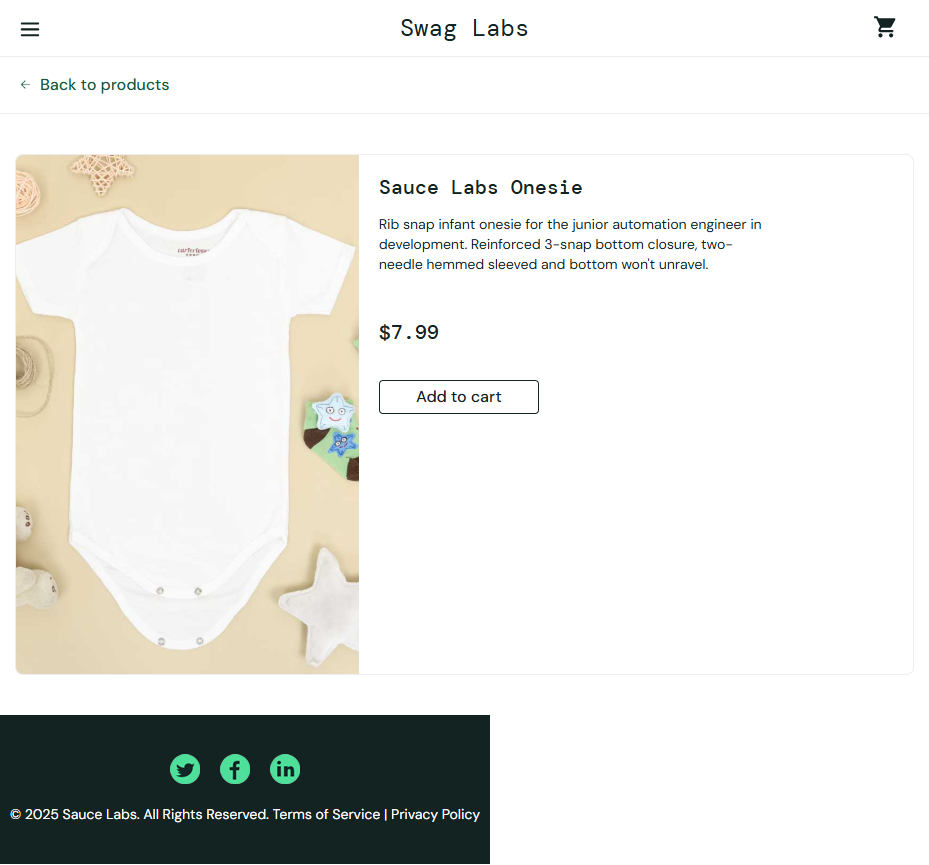 Swag Labs
Back to products
Sauce Labs Onesie
Rib snap infant onesie for the junior automation engineer in
development. Reinforced 3-snap bottom closure, two-
needle hemmed sleeved and bottom won't unravel.
$7.99
Add to cart
© 2025 Sauce Labs. All Rights Reserved. Terms of Service | Privacy Policy